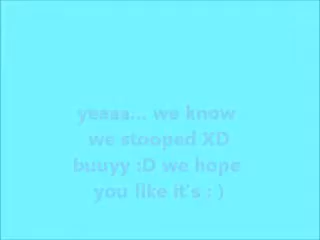 yeaaa... we know
we stooped XD
buuyy :D we hope
you like it's : )